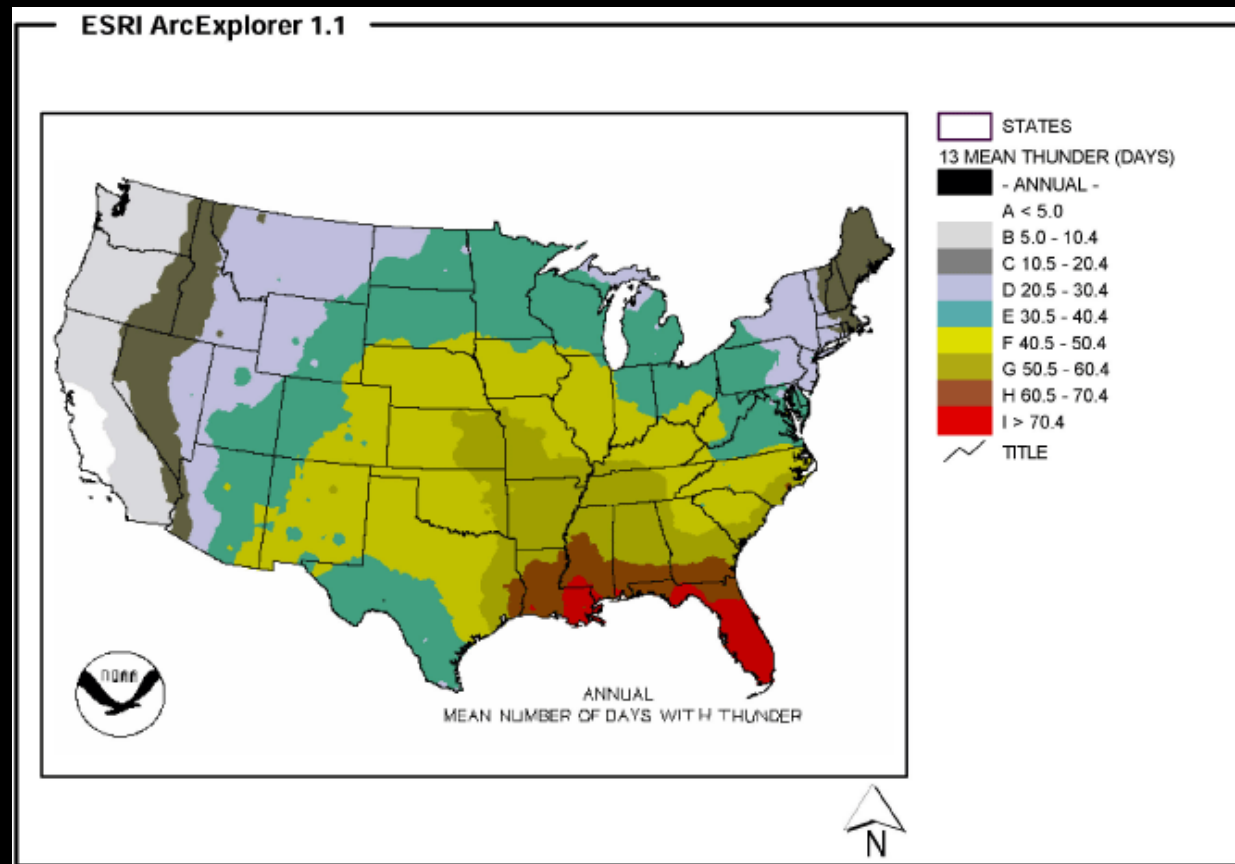 ESRI ArcExplorer 1.1
STATES
13 MEAN THUNDER (DAYS)
- ANNUAL -
A < 5.0
B 5.0 - 10.4
C 10.5 - 20.4
D 20.5 - 30.4
E 30.5 - 40.4
F 40.5 - 50.4
G 50.5 - 60.4
H 60.5 - 70.4
I > 70.4
TITLE
NOAA
ANNUAL
MEAN NUMBER OF DAYS WITH THUNDER
N